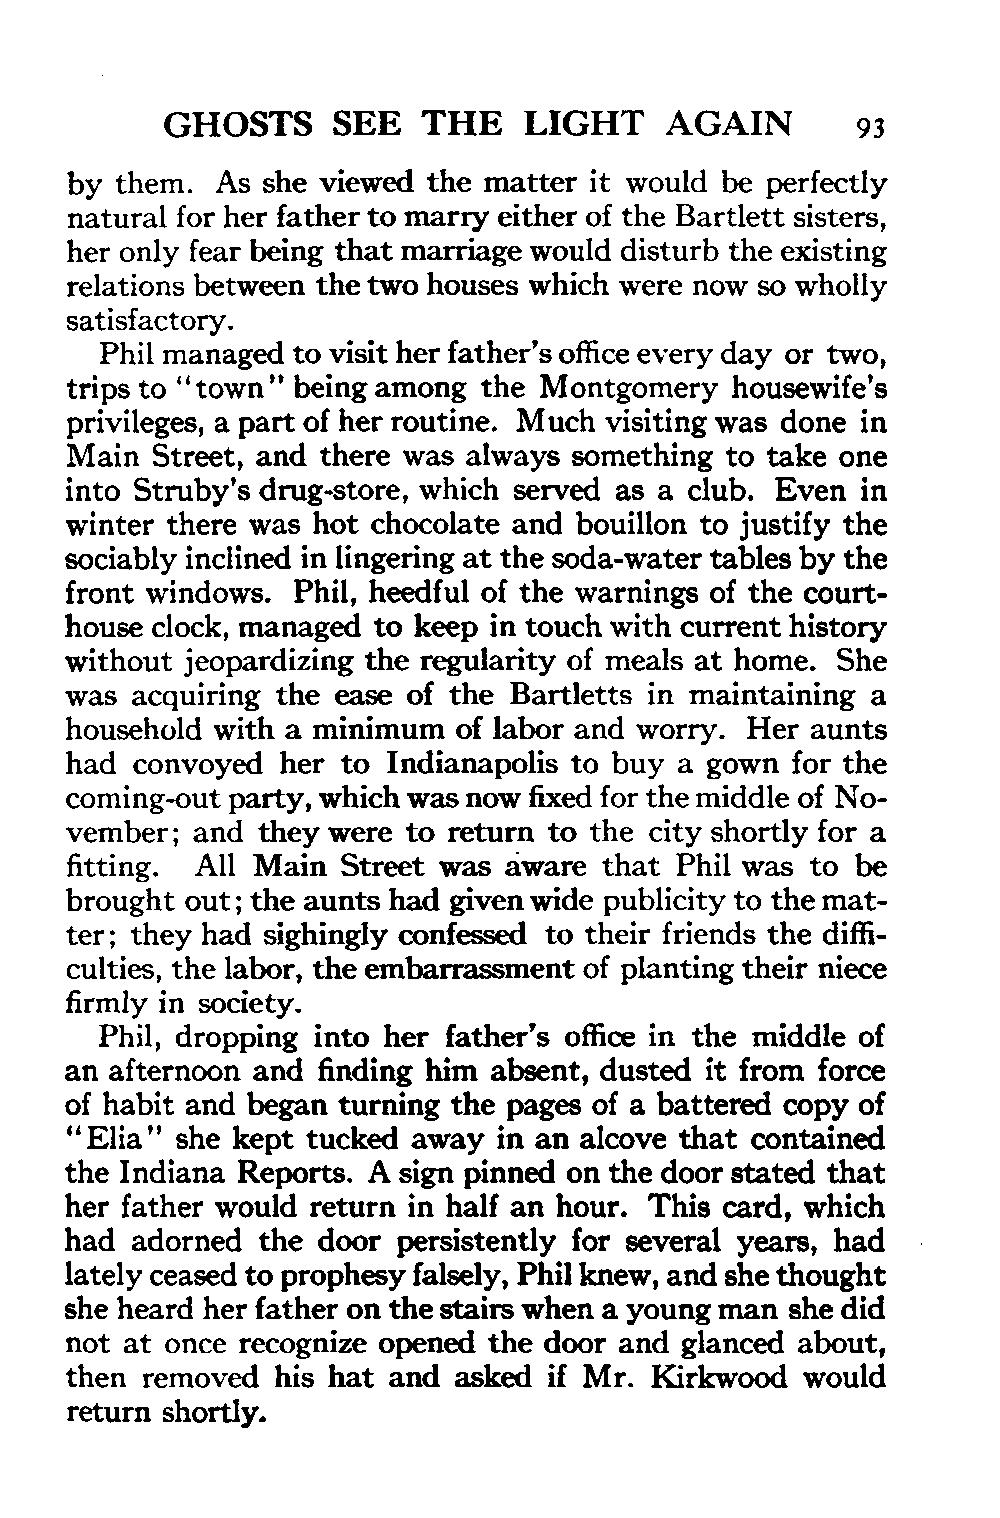 GHOSTS SEE THE LIGHT AGAIN 93
by them. As she viewed the matter it would be perfectly
natural for her father to marry either of the Bartlett sisters,
her only fear being that marriage would disturb the existing
relations between the two houses which were now so wholly
satisfactory.
Phil managed to visit her father's office every day or two,
trips to "town" being among the Montgomery housewife's
privileges, a part of her routine. Much visiting was done in
Main Street, and there was always something to take one
into Struby's drug-store, which served as a club. Even in
winter there was hot chocolate and bouillon to justify the
sociably inclined in lingering at the soda-water tables by the
front windows. Phil, heedful of the warnings of the court-
house clock, managed to keep in touch with current history
without jeopardizing the regularity of meals at home. She
was acquiring the ease of the Bartletts in maintaining a
household with a minimum of labor and worry. Her aunts
had convoyed her to Indianapolis to buy a gown for the
coming-out party, which was now fixed for the middle of No-
vember; and they were to return to the city shortly for a
fitting. All Main Street was aware that Phil was to be
brought out; the aunts had given wide publicity to the mat-
ter; they had sighingly confessed to their friends the diffi-
culties, the labor, the embarrassment of planting their niece
firmly in society.
Phil, dropping into her father's office in the middle of
an afternoon and finding him absent, dusted it from force
of habit and began turning the pages of a battered copy of
"Elia" she kept tucked away in an alcove that contained
the Indiana Reports. A sign pinned on the door stated that
her father would return in half an hour. This card, which
had adorned the door persistently for several years, had
lately ceased to prophesy falsely, Phil knew, and she thought
she heard her father on the stairs when a young man she did
not at once recognize opened the door and glanced about,
then removed his hat and asked if Mr. Kirkwood would
return shortly.